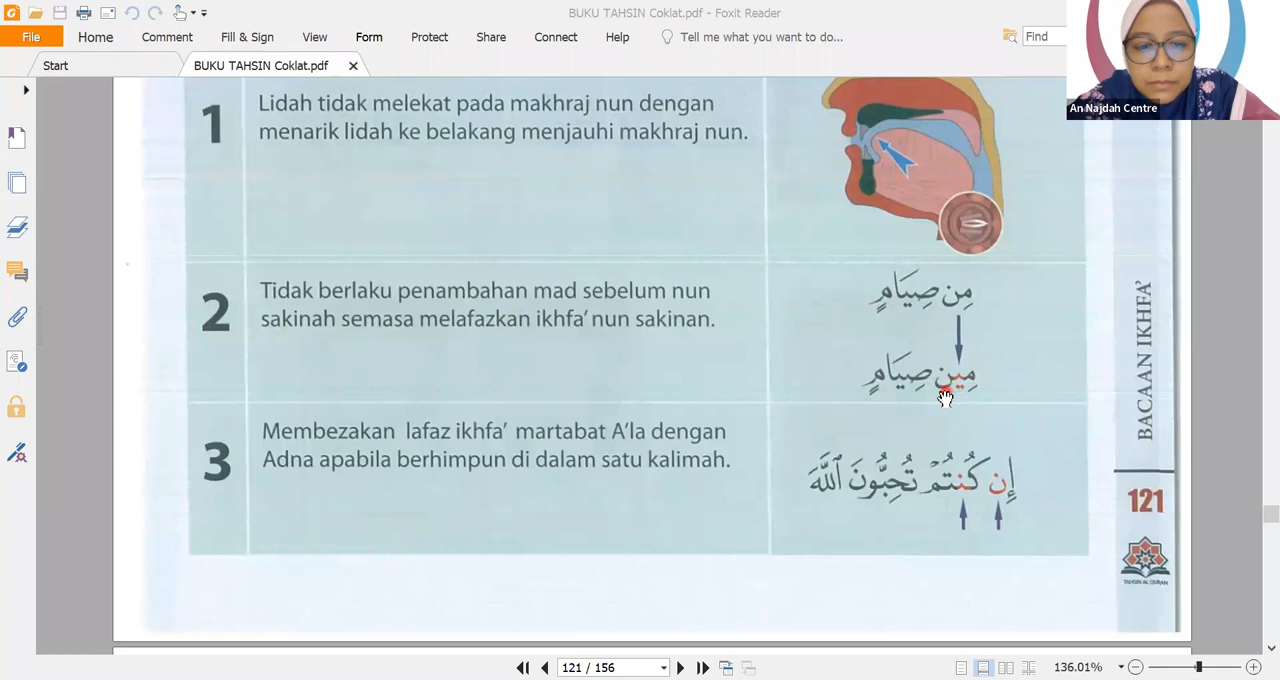 BUKU TAHSIN Coklat.pdf - Foxit Reader
File Home Comment Fill & Sign View Form Protect Share Connect Help Tell me what you want to do... Find
Start BUKU TAHSIN Coklat.pdf
An Najdah Centre
1 Lidah tidak melekat pada makhraj nun dengan
menarik lidah ke belakang menjauhi makhraj nun.
2 Tidak berlaku penambahan mad sebelum nun
sakinah semasa melafazkan ikhfa' nun sakinan.
مِن صِيَامٍ
مِين صِيَامٍ
3 Membezakan lafaz ikhfa' martabat A'la dengan
Adna apabila berhimpun di dalam satu kalimah.
إِن كُنتُمْ تُحِبُّونَ ٱللَّهَ
BACAAN IKHFA'
121
TAHSIN AL QURAN
121 / 156
136.01%